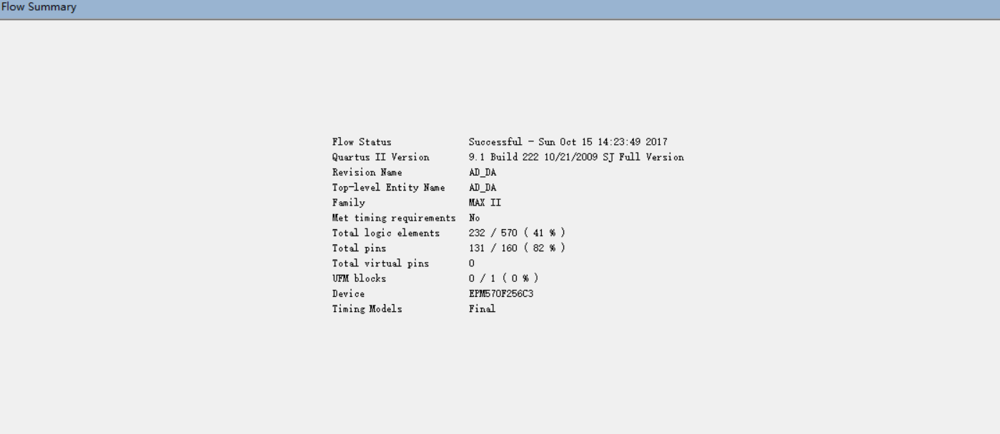 Flow Summary
Flow Status Successful - Sun Oct 15 14:23:49 2017
Quartus II Version 9.1 Build 222 10/21/2009 SJ Full Version
Revision Name AD_DA
Top-level Entity Name AD_DA
Family MAX II
Met timing requirements No
Total logic elements 232 / 570 ( 41 % )
Total pins 131 / 160 ( 82 % )
Total virtual pins 0
UFM blocks 0 / 1 ( 0 % )
Device EPM570F256C3
Timing Models Final